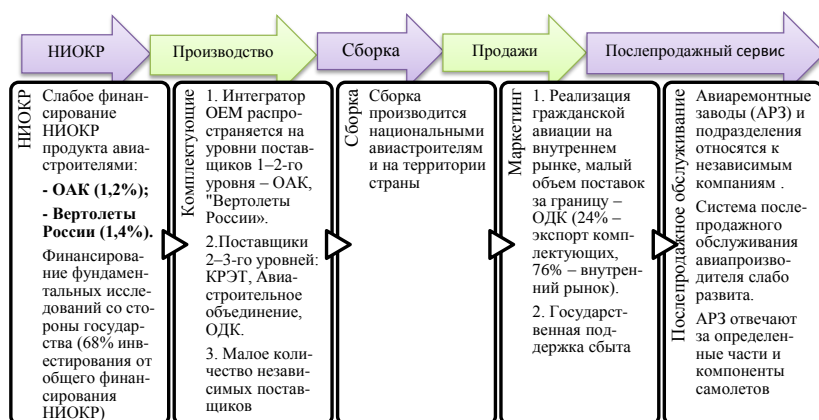 НИОКР
Производство
Сборка
Продажи
Послепродажный сервис
НИОКР
Слабое финан-
сирование
НИОКР
продукта авиа-
строителями:
- ОАК (1,2%);
- Вертолеты
России (1,4%).
Финансирова-
ние фундамен-
тальных иссле-
дований со сто-
роны государ-
ства (68% инв-
естирования от
общего финан-
сирования
НИОКР)
Комплектующие
1. Интегратор
OEM распро-
страняется на
уровни постав-
щиков 1–2-го
уровня – ОАК,
"Вертолеты
России».
2.Поставщики
2–3-го уровней:
КРЭТ, Авиа-
строительное
объединение,
ОДК.
3. Малое коли-
чество незави-
симых постав-
щиков
Сборка
Сборка
производится
национальными
авиастроителям
и на территории
страны
Маркетинг
1. Реализация
гражданской
авиации на
внутреннем
рынке, малый
объем поставок
за границу –
ОДК (24% –
экспорт комп-
лектующих,
76% – внутрен-
ний рынок).
2. Государст-
венная под-
держка сбыта
Послепродажное обслуживание
Авиаремонтные
заводы (АРЗ) и
подразделения
относятся к
независимым
компаниям .
Система после-
продажного
обслуживания
авиапроизво-
дителя слабо
развита.
АРЗ отвечают
за определен-
ные части и
компоненты
самолетов